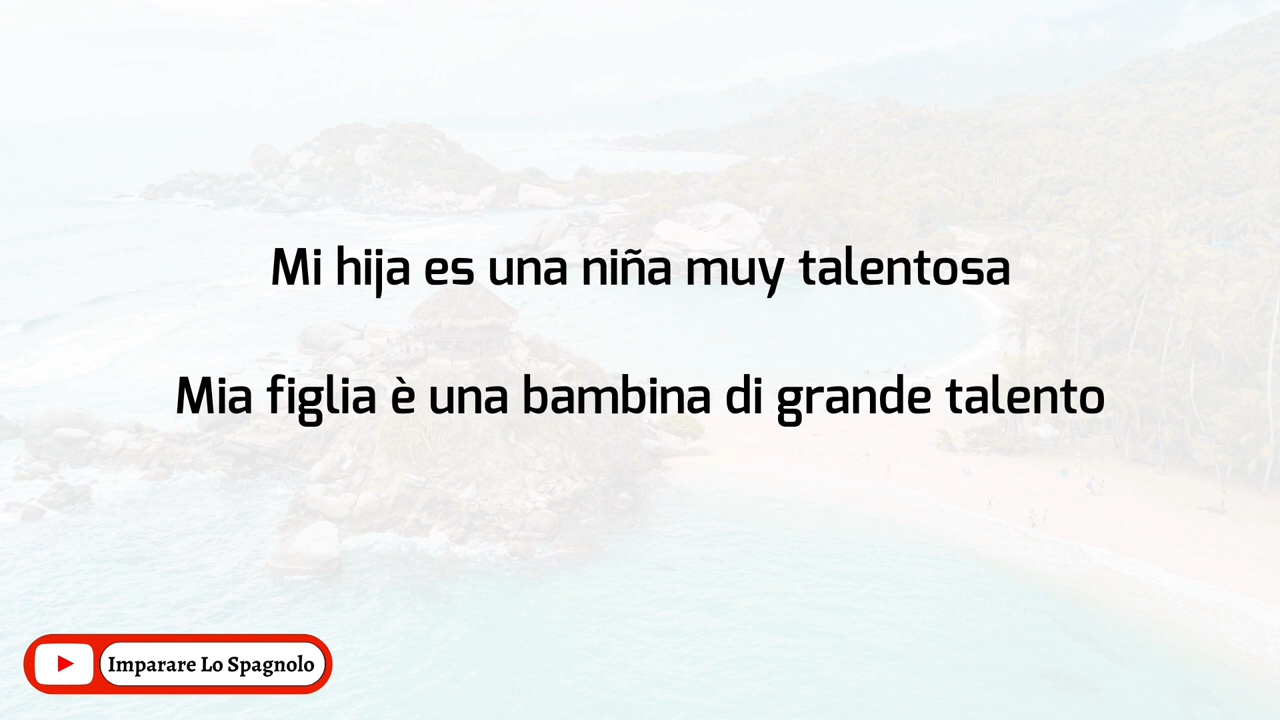 Mi hija es una niña muy talentosa
Mia figlia è una bambina di grande talento
Imparare Lo Spagnolo